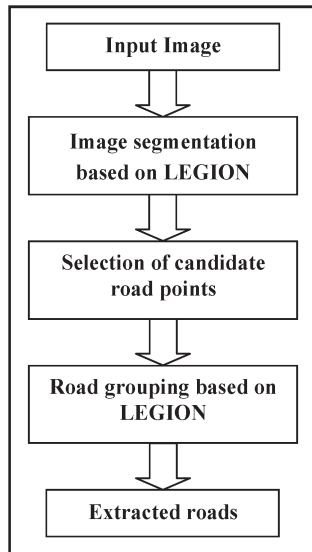 Input Image
Image segmentation
based on LEGION
Selection of candidate
road points
Road grouping based on
LEGION
Extracted roads